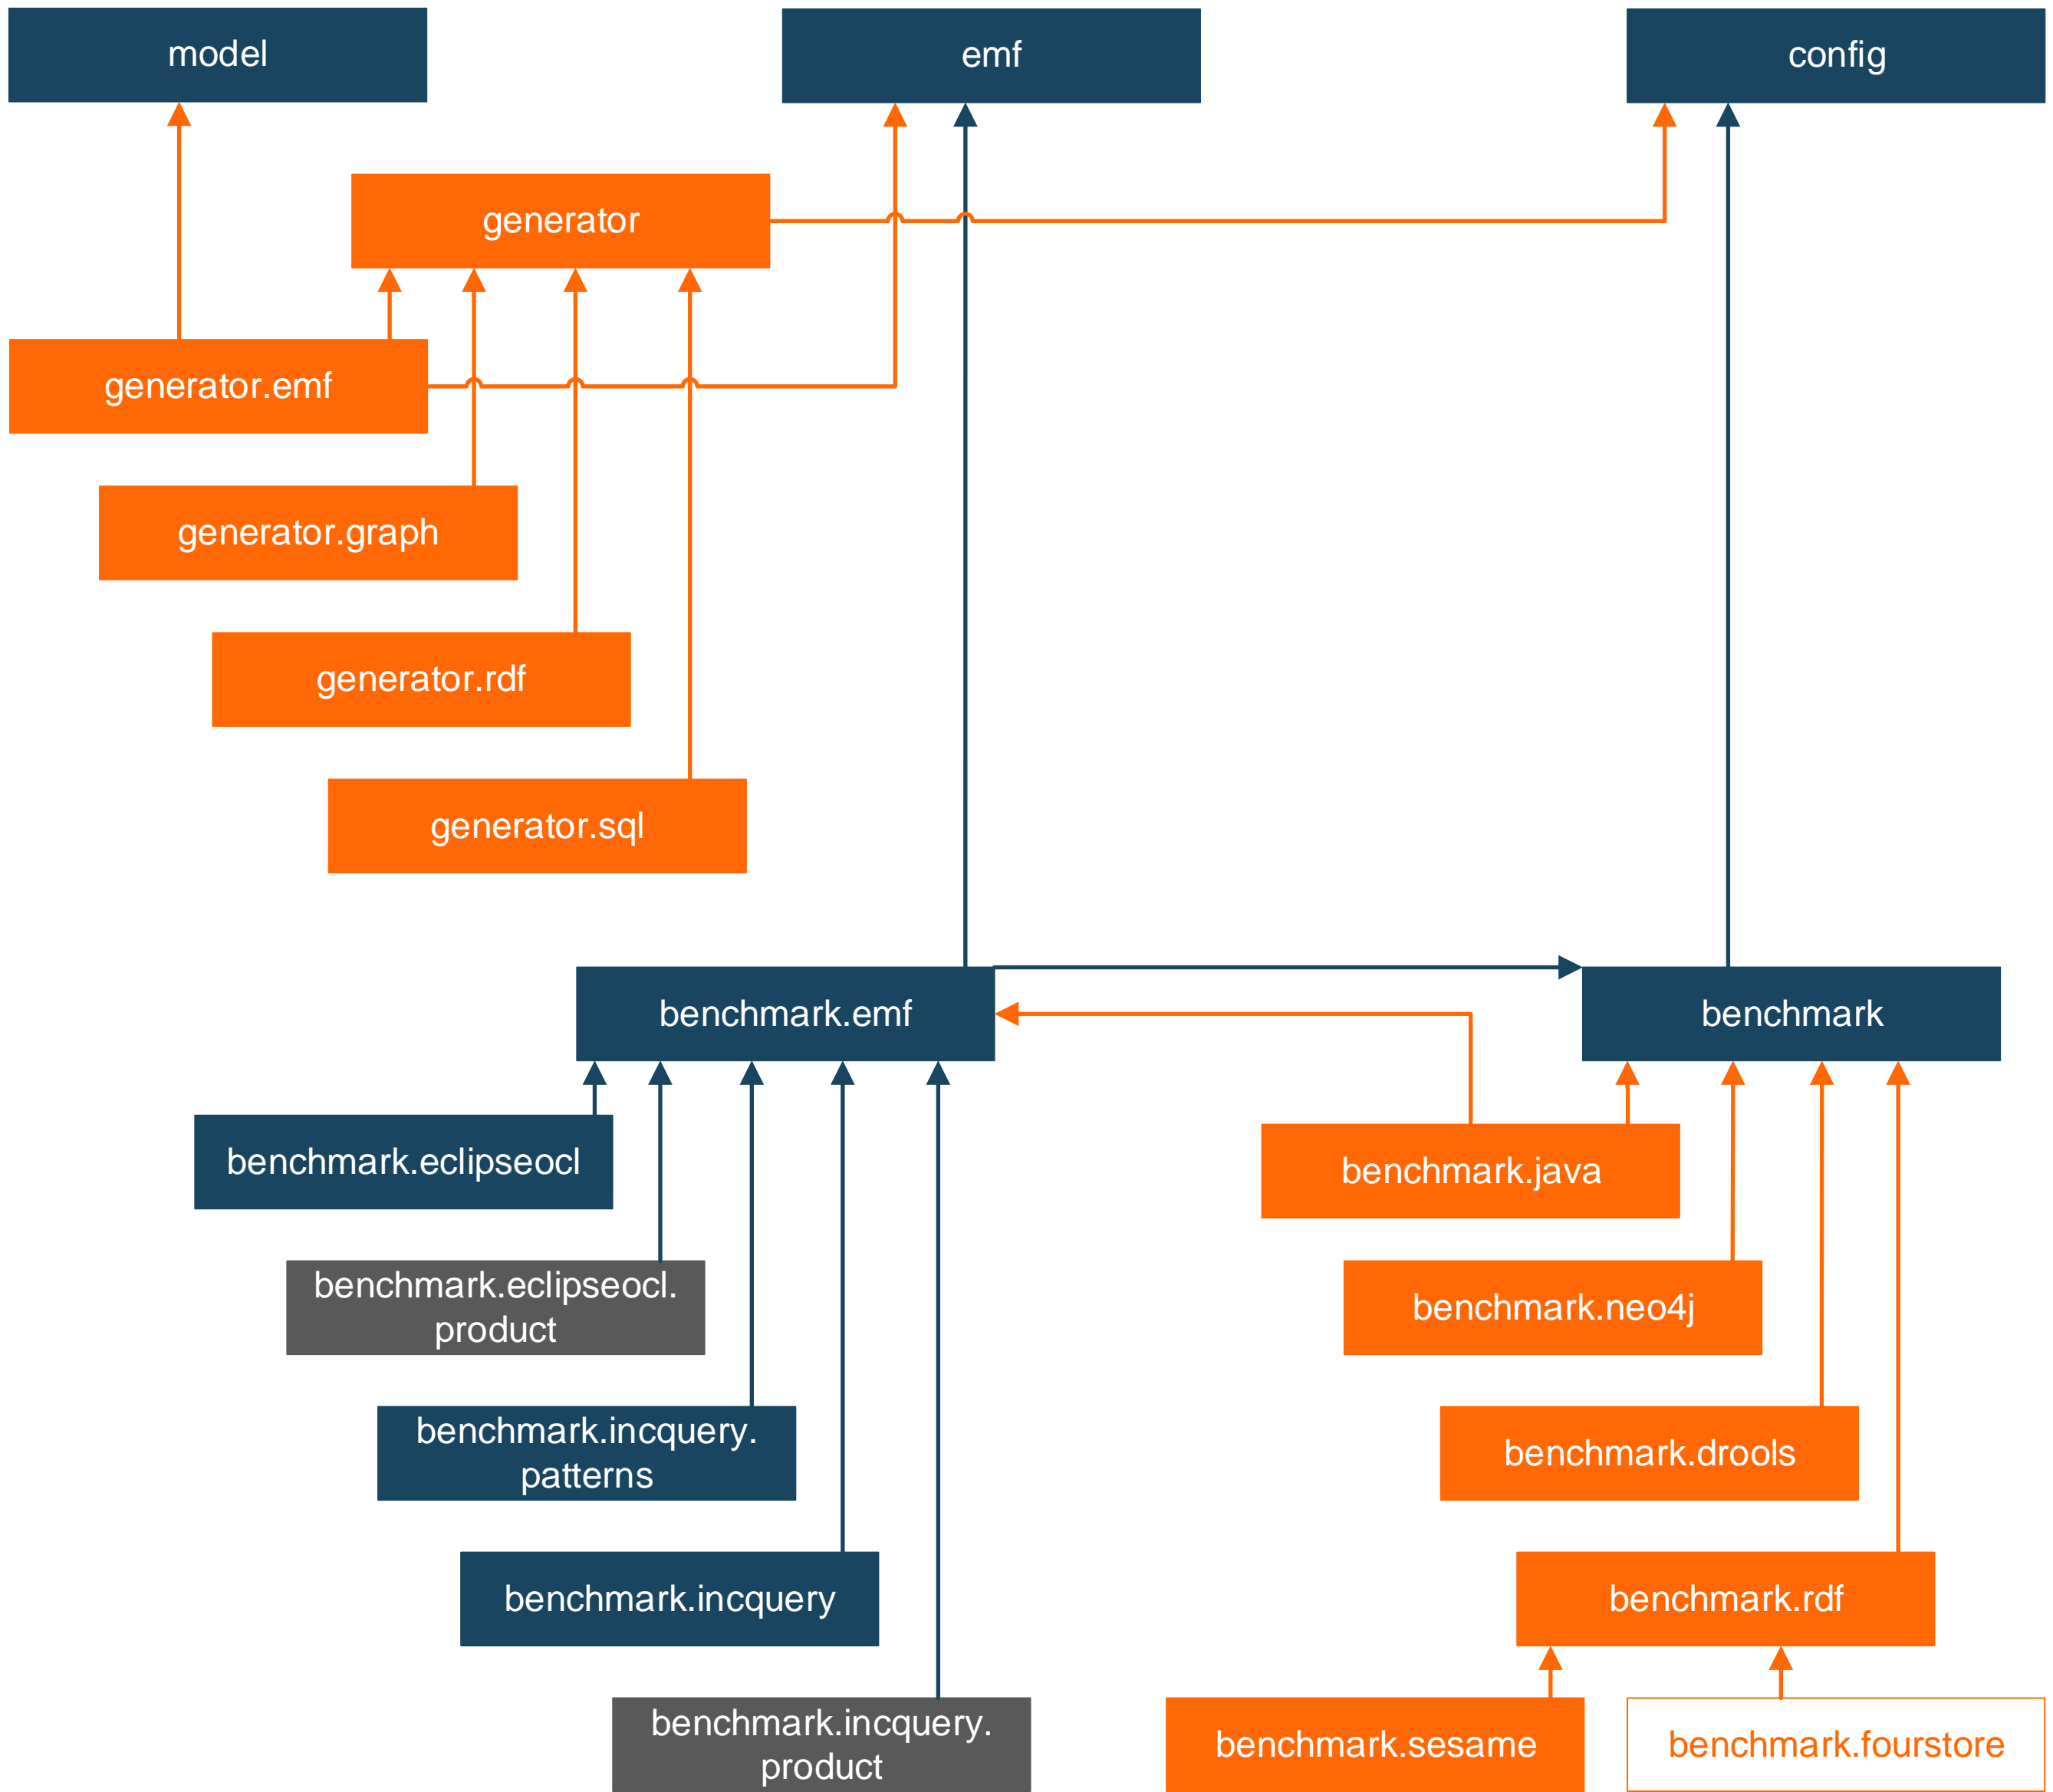 model
emf
config
generator
generator.emf
generator.graph
generator.rdf
generator.sql
benchmark.emf
benchmark
benchmark.eclipseocl
benchmark.java
benchmark.eclipseocl.
product
benchmark.neo4j
benchmark.incquery.
patterns
benchmark.drools
benchmark.incquery
benchmark.rdf
benchmark.incquery.
product
benchmark.sesame
benchmark.fourstore